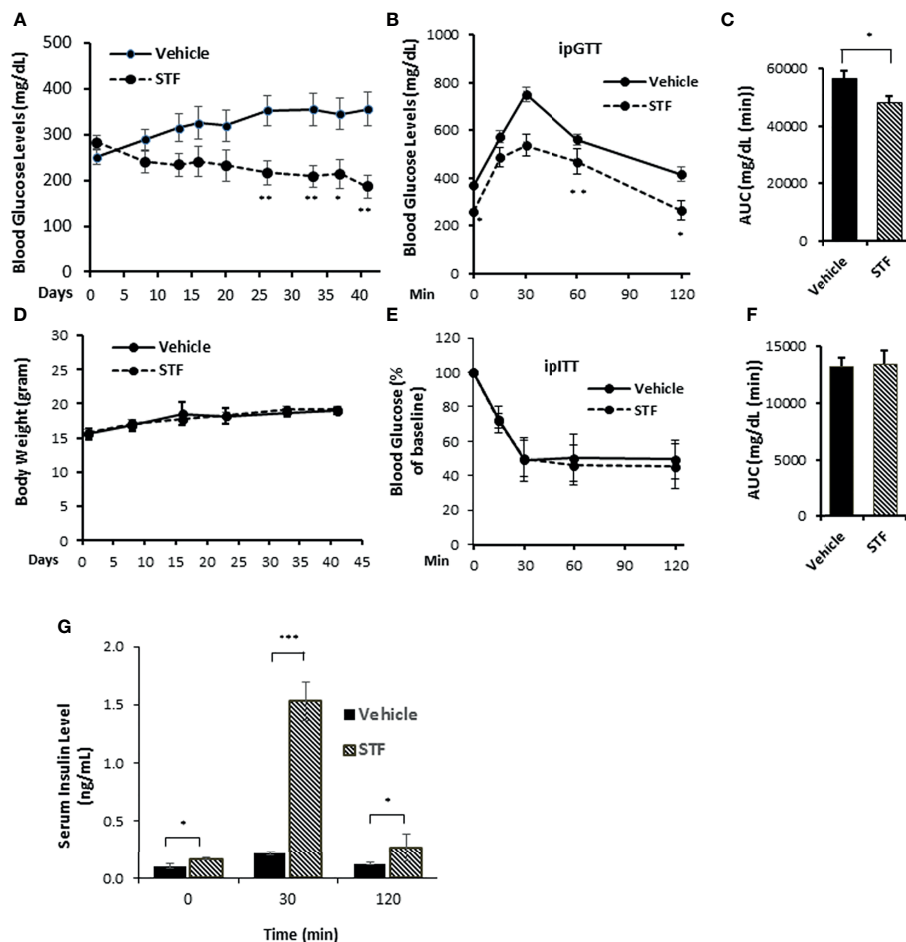 A
Blood Glucose Levels (mg/dL)
500
400
300
200
100
0
Vehicle
STF
** ** * **
Days
0 5 10 15 20 25 30 35 40
B
Blood Glucose Levels (mg/dL)
1000
800
600
400
200
0
ipGTT
Vehicle
STF
* ** *
Min
0 30 60 90 120
C
AUC (mg/dL (min))
60000
40000
20000
0
*
Vehicle STF
D
Body Weight (gram)
30
25
20
15
10
5
0
Vehicle
STF
Days
0 5 10 15 20 25 30 35 40 45
E
Blood Glucose (%
of baseline)
120
100
80
60
40
20
0
ipITT
Vehicle
STF
Min
0 30 60 90 120
F
AUC (mg/dL (min))
15000
10000
5000
0
Vehicle STF
G
Serum Insulin Level
(ng/mL)
2.0
1.5
1.0
0.5
0.0
* *** *
Vehicle
STF
0 30 120
Time (min)